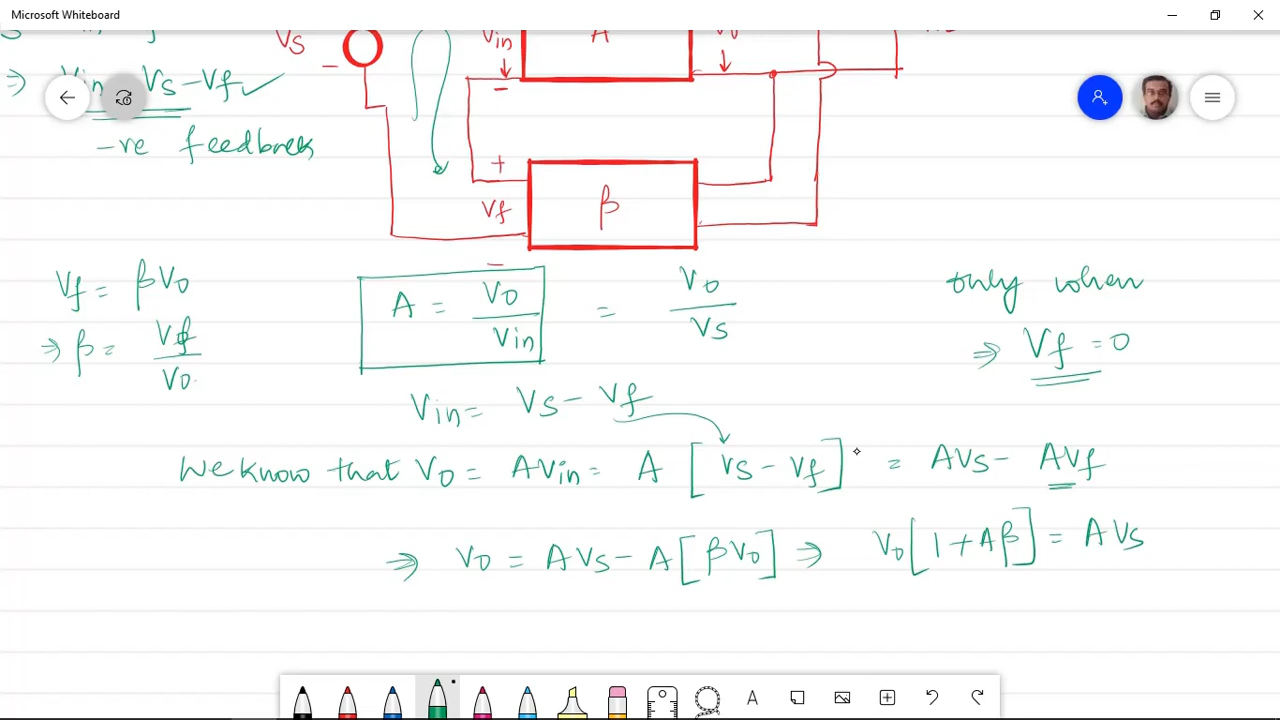 Microsoft Whiteboard
Vs
Vin
A
⇒ Vin = Vs - Vf ✓
-ve feedback
+
Vf
β
-
Vf = βVo
⇒ β = Vf / Vo
A = Vo / Vin = Vo / Vs
only when
⇒ Vf = 0
Vin = Vs - Vf
We know that Vo = AVin = A [Vs - Vf] = AVs - AVf
⇒ Vo = AVs - A[βVo] ⇒ Vo[1 + Aβ] = AVs
A